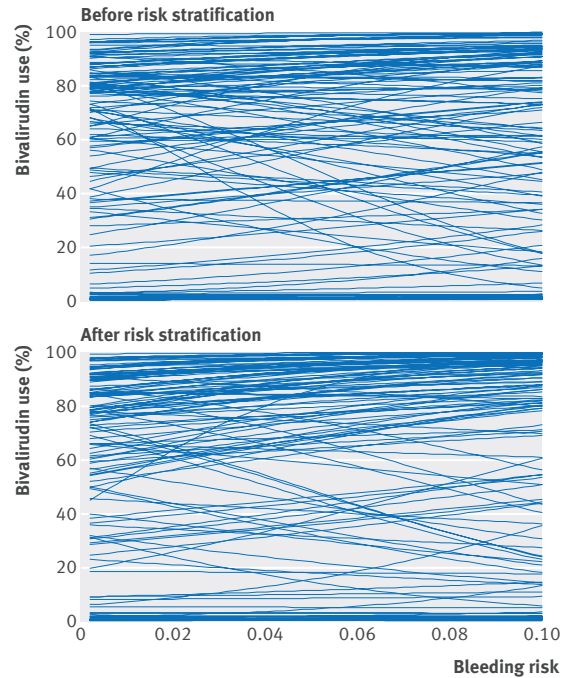 Before risk stratification
Bivalirudin use (%)
100
80
60
40
20
0
After risk stratification
Bivalirudin use (%)
100
80
60
40
20
0
0 0.02 0.04 0.06 0.08 0.10
Bleeding risk